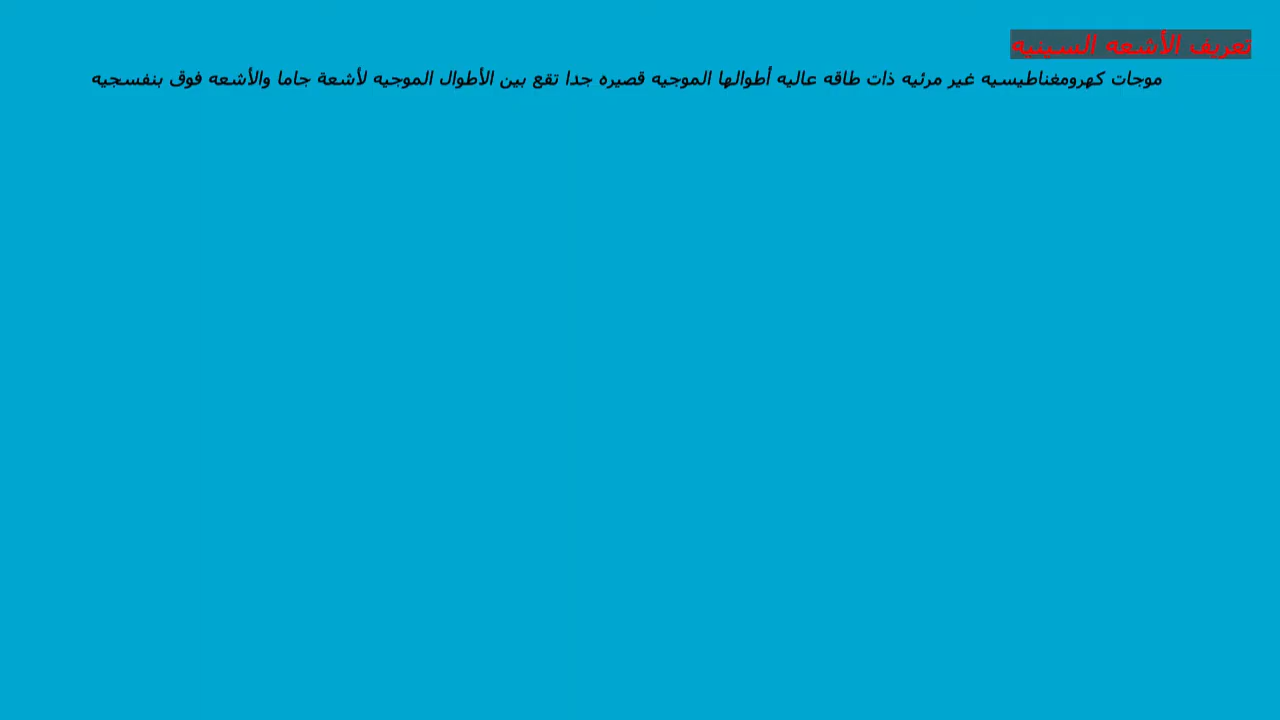 تعريف الأشعه السينيه
موجات كهرومغناطيسيه غير مرئيه ذات طاقه عاليه أطوالها الموجيه قصيره جدا تقع بين الأطوال الموجيه لأشعة جاما والأشعه فوق بنفسجيه